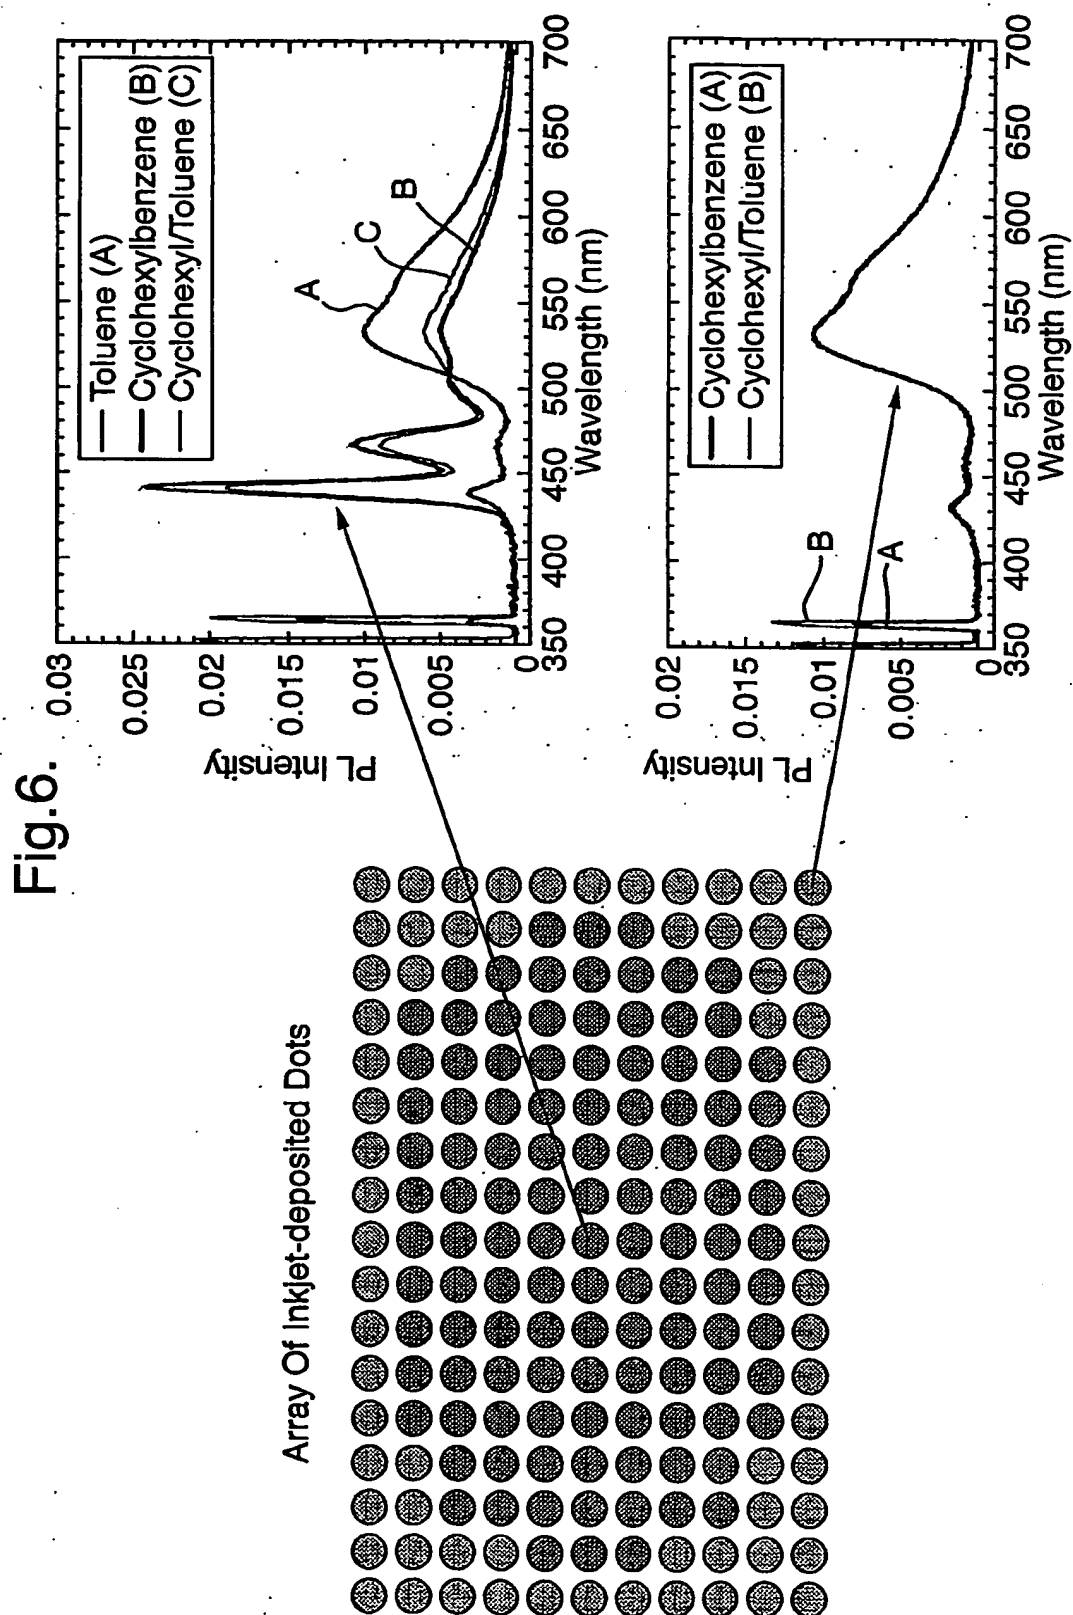 Fig.6.
Array Of Inkjet-deposited Dots
PL Intensity
0.03
0.025
0.02
0.015
0.01
0.005
0
350
400
450
500
550
600
650
700
Wavelength (nm)
Toluene (A)
Cyclohexylbenzene (B)
Cyclohexyl/Toluene (C)
A
C
B
PL Intensity
0.02
0.015
0.01
0.005
0
350
400
450
500
550
600
650
700
Wavelength (nm)
Cyclohexylbenzene (A)
Cyclohexyl/Toluene (B)
B
A